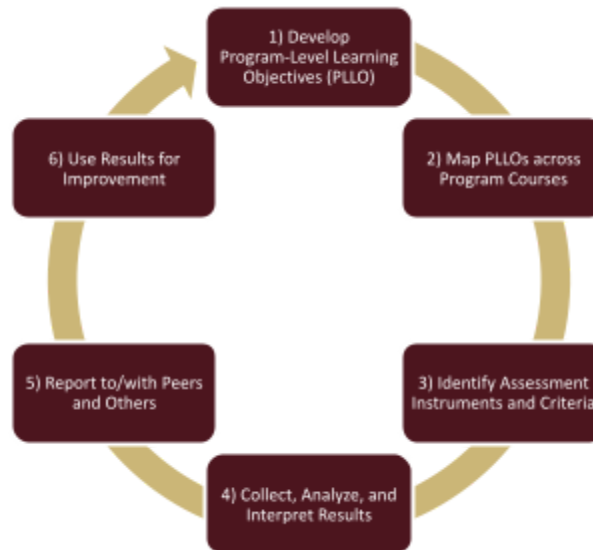 1) Develop
Program-Level Learning
Objectives (PLLO)
2) Map PLLOs across
Program Courses
3) Identify Assessment
Instruments and Criteria
4) Collect, Analyze, and
Interpret Results
5) Report to/with Peers
and Others
6) Use Results for
Improvement